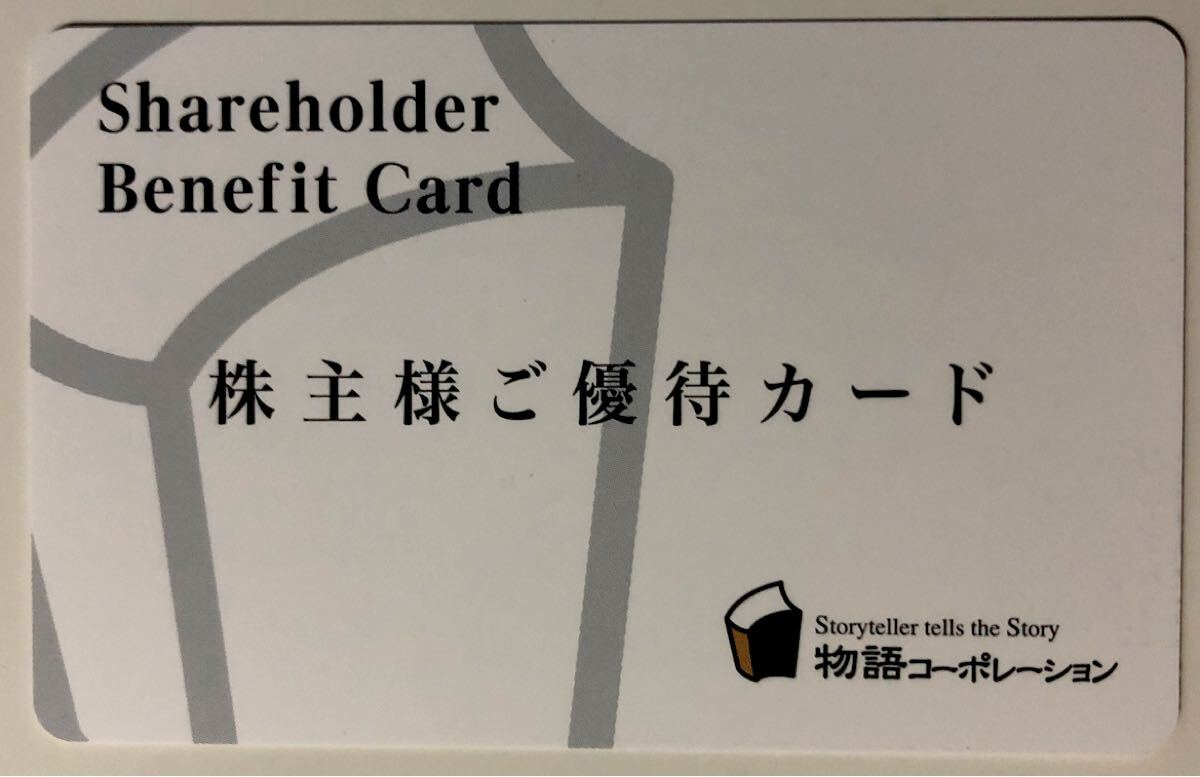 Shareholder
Benefit Card
株主様ご優待カード
Storyteller tells the Story
物語コーポレーション